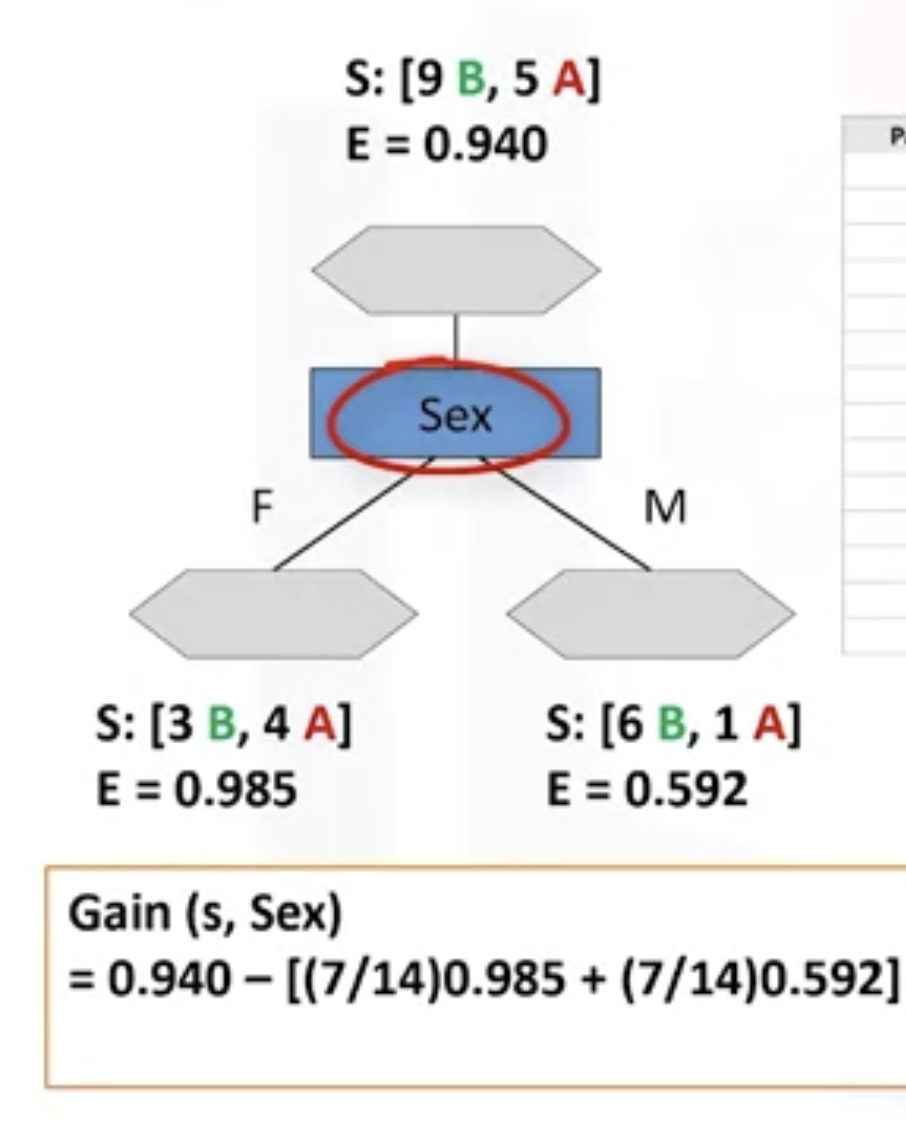 S: [9 B, 5 A]
E = 0.940
Sex
F
M
S: [3 B, 4 A]
E = 0.985
S: [6 B, 1 A]
E = 0.592
Gain (s, Sex)
= 0.940 – [(7/14)0.985 + (7/14)0.592]